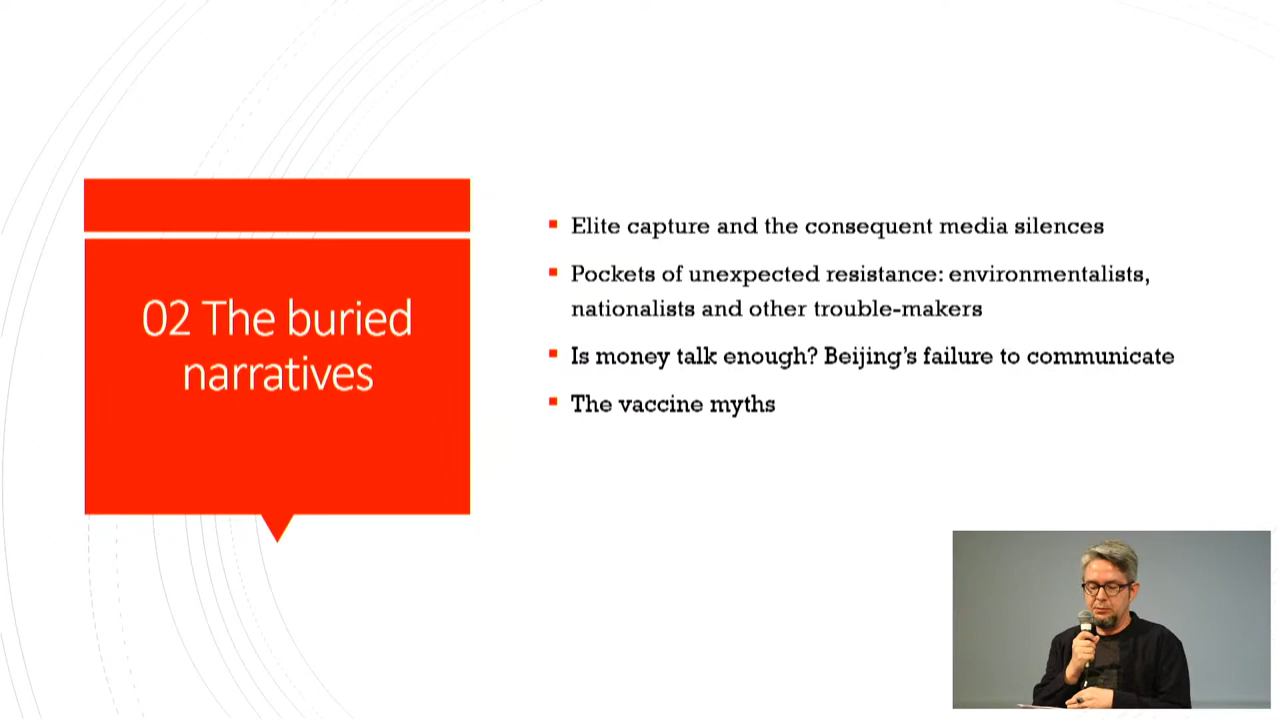 02 The buried
narratives
Elite capture and the consequent media silences
Pockets of unexpected resistance: environmentalists,
nationalists and other trouble-makers
Is money talk enough? Beijing’s failure to communicate
The vaccine myths